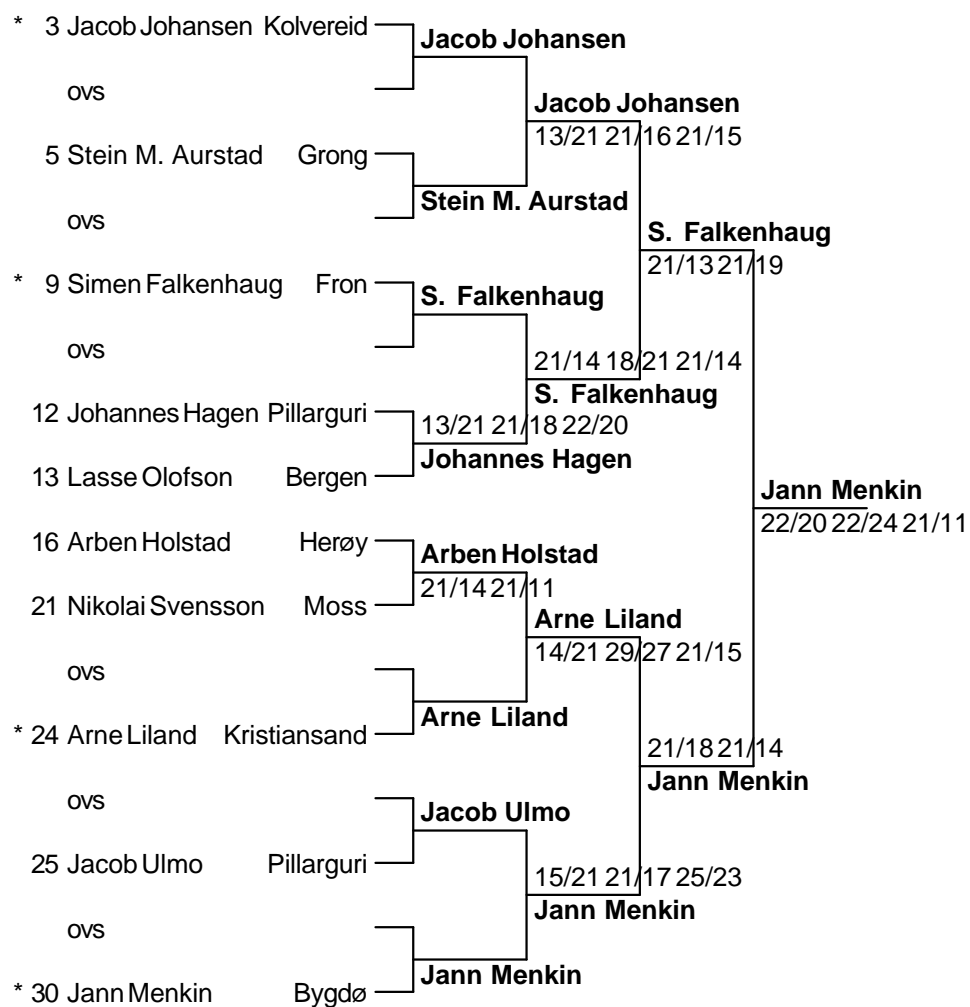 * 3 Jacob Johansen Kolvereid
Jacob Johansen
ovs
Jacob Johansen
13/21 21/16 21/15
5 Stein M. Aurstad Grong
Stein M. Aurstad
ovs
S. Falkenhaug
21/13 21/19
* 9 Simen Falkenhaug Fron
S. Falkenhaug
ovs
21/14 18/21 21/14
S. Falkenhaug
12 Johannes Hagen Pillarguri
13/21 21/18 22/20
Johannes Hagen
13 Lasse Olofson Bergen
Jann Menkin
22/20 22/24 21/11
16 Arben Holstad Herøy
Arben Holstad
21/14 21/11
21 Nikolai Svensson Moss
Arne Liland
14/21 29/27 21/15
ovs
Arne Liland
* 24 Arne Liland Kristiansand
21/18 21/14
Jann Menkin
ovs
Jacob Ulmo
25 Jacob Ulmo Pillarguri
15/21 21/17 25/23
Jann Menkin
ovs
Jann Menkin
* 30 Jann Menkin Bygdø